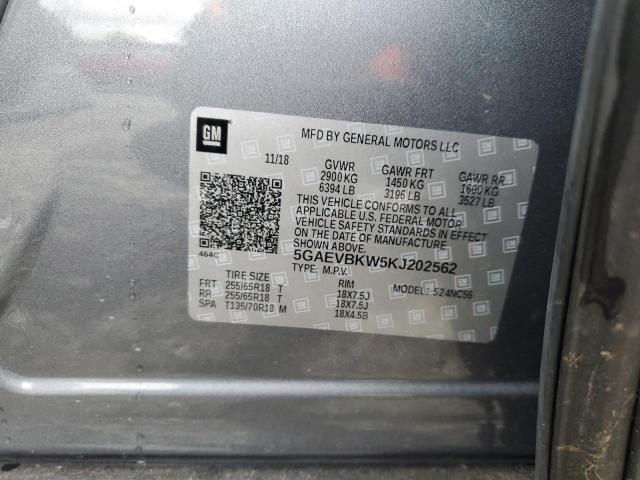 GM
MFD BY GENERAL MOTORS LLC
11/18 GVWR GAWR FRT GAWR RR
2900 KG 1450 KG 1600 KG
6394 LB 3196 LB 3527 LB
THIS VEHICLE CONFORMS TO ALL
APPLICABLE U.S. FEDERAL MOTOR
VEHICLE SAFETY STANDARDS IN EFFECT
ON THE DATE OF MANUFACTURE
SHOWN ABOVE.
464C 5GAEVBKW5KJ202562
TYPE: M.P.V. MODEL: 524NC56
TIRE SIZE RIM
FRT 255/65R18 T 18X7.5J
RR 255/65R18 T 18X7.5J
SPA T135/70R18 M 18X4.5B